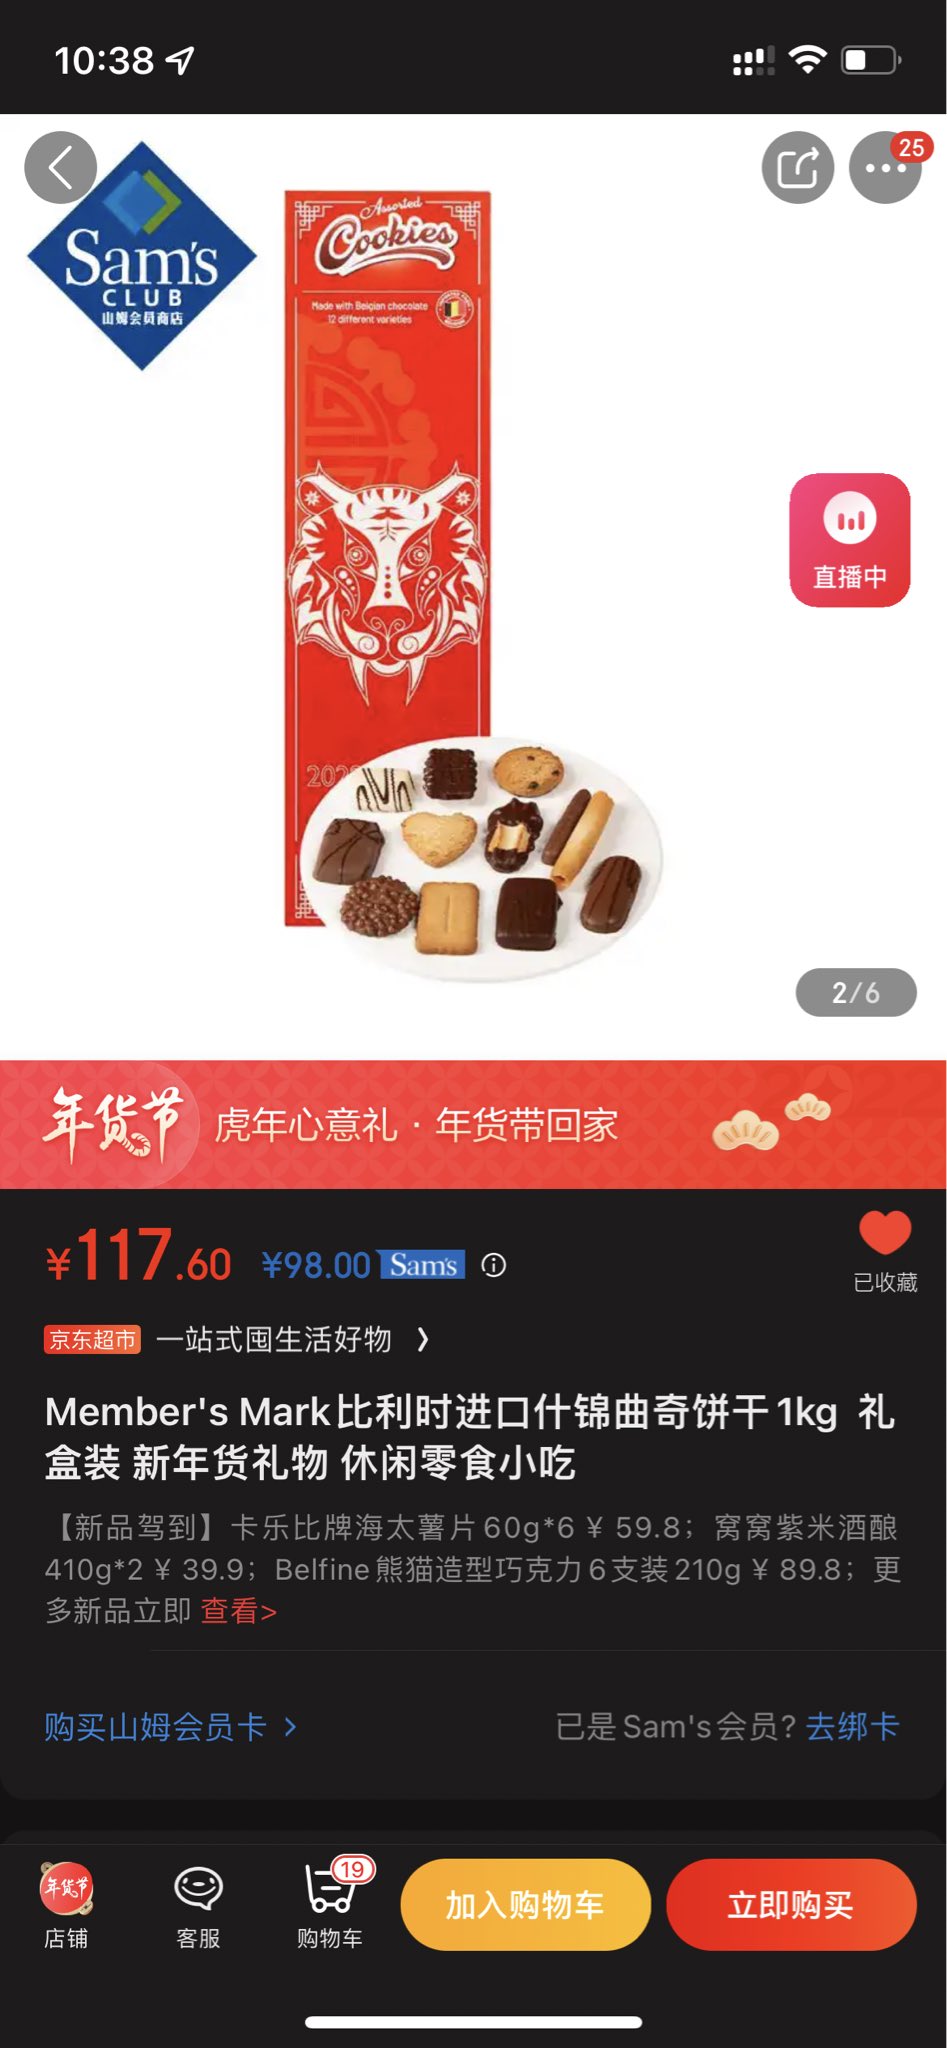 10:38
25
Sam's
CLUB
山姆会员商店
Assorted
Cookies
Made with Belgian chocolate
12 different varieties
直播中
2/6
年货节
虎年心意礼 · 年货带回家
¥117.60 ¥98.00 Sam's
已收藏
京东超市 一站式囤生活好物
Member's Mark比利时进口什锦曲奇饼干1kg 礼
盒装 新年货礼物 休闲零食小吃
【新品驾到】卡乐比牌海太薯片60g*6 ¥ 59.8；窝窝紫米酒酿
410g*2 ¥ 39.9；Belfine熊猫造型巧克力6支装210g ¥ 89.8；更
多新品立即 查看>
购买山姆会员卡 >
已是Sam's会员? 去绑卡
年货节
店铺
客服
19
购物车
加入购物车
立即购买